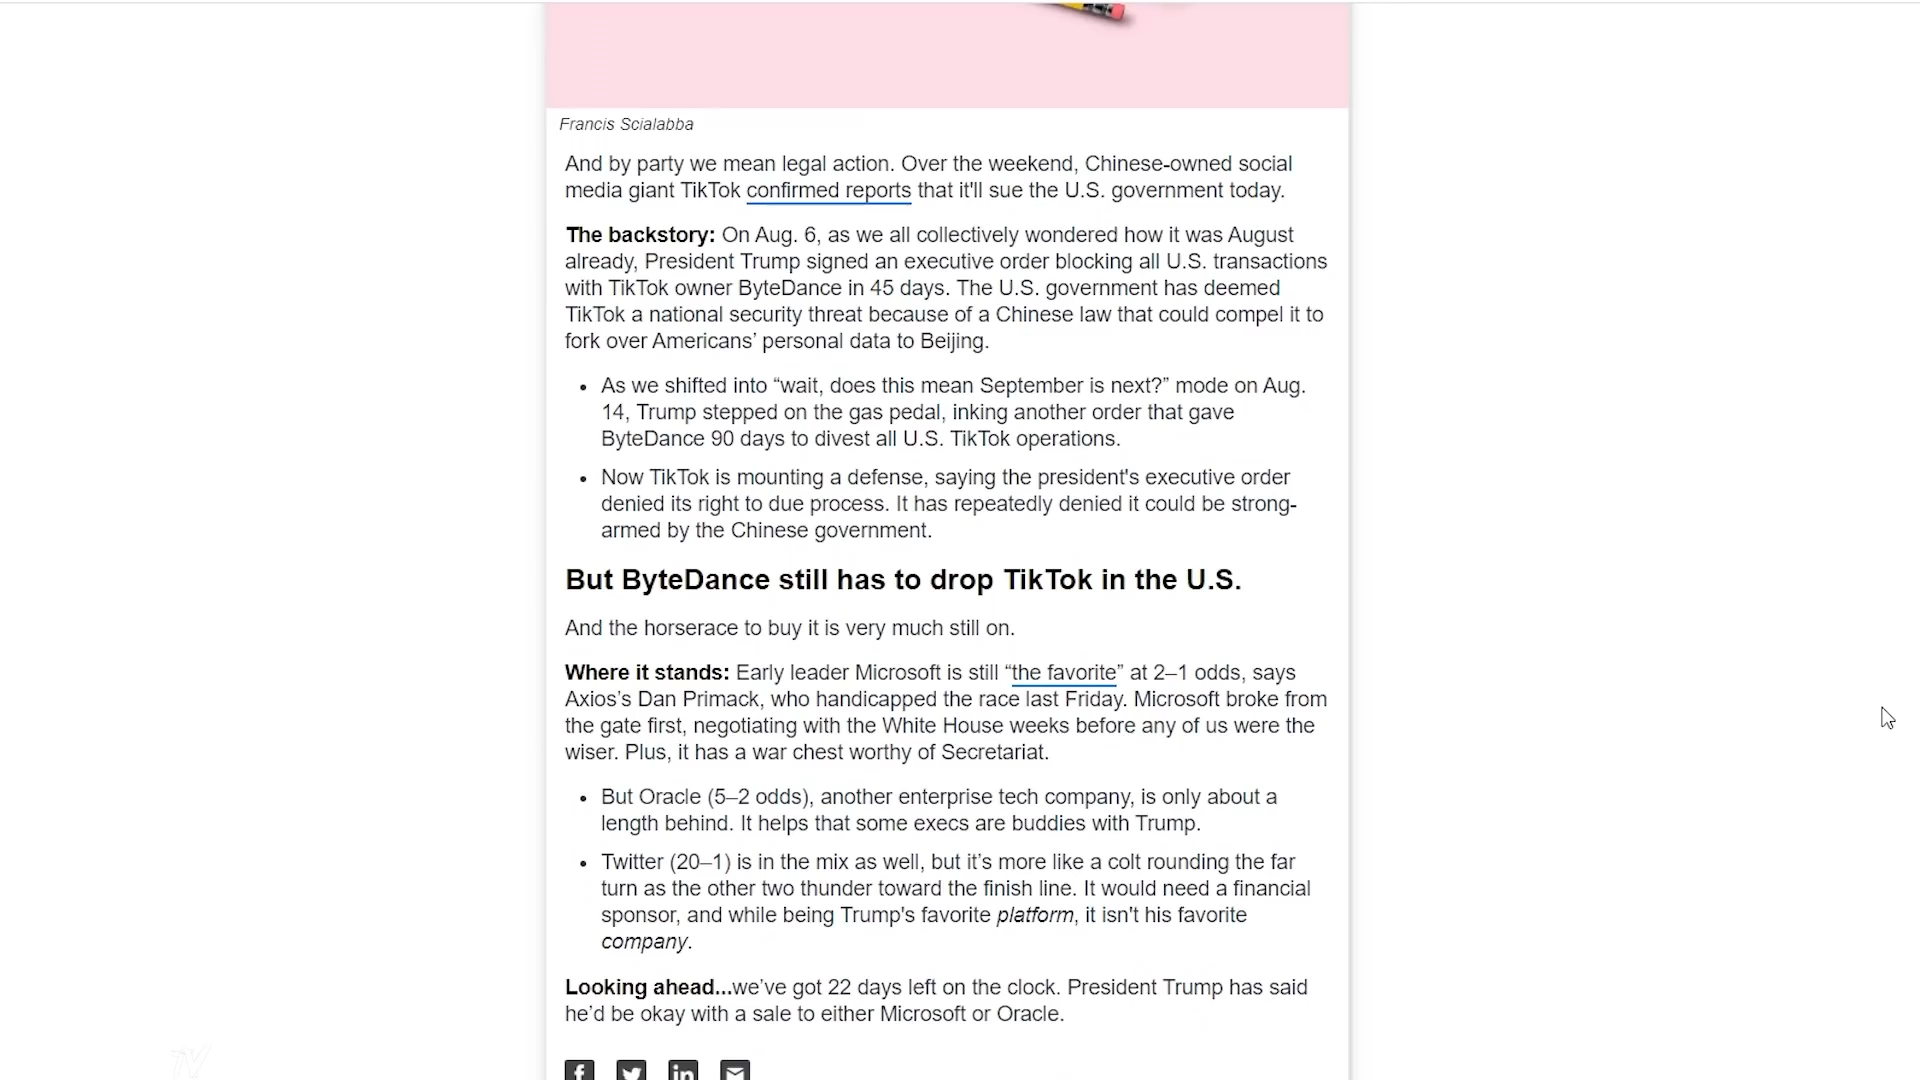 Francis Scialabba
And by party we mean legal action. Over the weekend, Chinese-owned social
media giant TikTok confirmed reports that it'll sue the U.S. government today.
The backstory: On Aug. 6, as we all collectively wondered how it was August
already, President Trump signed an executive order blocking all U.S. transactions
with TikTok owner ByteDance in 45 days. The U.S. government has deemed
TikTok a national security threat because of a Chinese law that could compel it to
fork over Americans’ personal data to Beijing.
• As we shifted into “wait, does this mean September is next?” mode on Aug.
14, Trump stepped on the gas pedal, inking another order that gave
ByteDance 90 days to divest all U.S. TikTok operations.
• Now TikTok is mounting a defense, saying the president's executive order
denied its right to due process. It has repeatedly denied it could be strong-
armed by the Chinese government.
But ByteDance still has to drop TikTok in the U.S.
And the horserace to buy it is very much still on.
Where it stands: Early leader Microsoft is still “the favorite” at 2–1 odds, says
Axios’s Dan Primack, who handicapped the race last Friday. Microsoft broke from
the gate first, negotiating with the White House weeks before any of us were the
wiser. Plus, it has a war chest worthy of Secretariat.
• But Oracle (5–2 odds), another enterprise tech company, is only about a
length behind. It helps that some execs are buddies with Trump.
• Twitter (20–1) is in the mix as well, but it’s more like a colt rounding the far
turn as the other two thunder toward the finish line. It would need a financial
sponsor, and while being Trump's favorite platform, it isn't his favorite
company.
Looking ahead...we’ve got 22 days left on the clock. President Trump has said
he’d be okay with a sale to either Microsoft or Oracle.